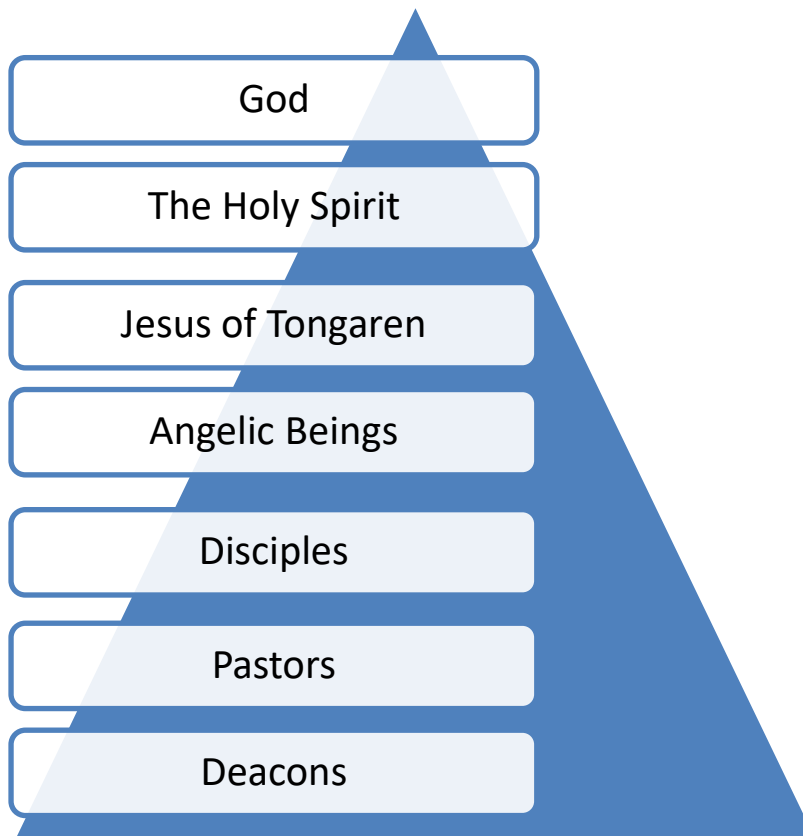 God
The Holy Spirit
Jesus of Tongaren
Angelic Beings
Disciples
Pastors
Deacons